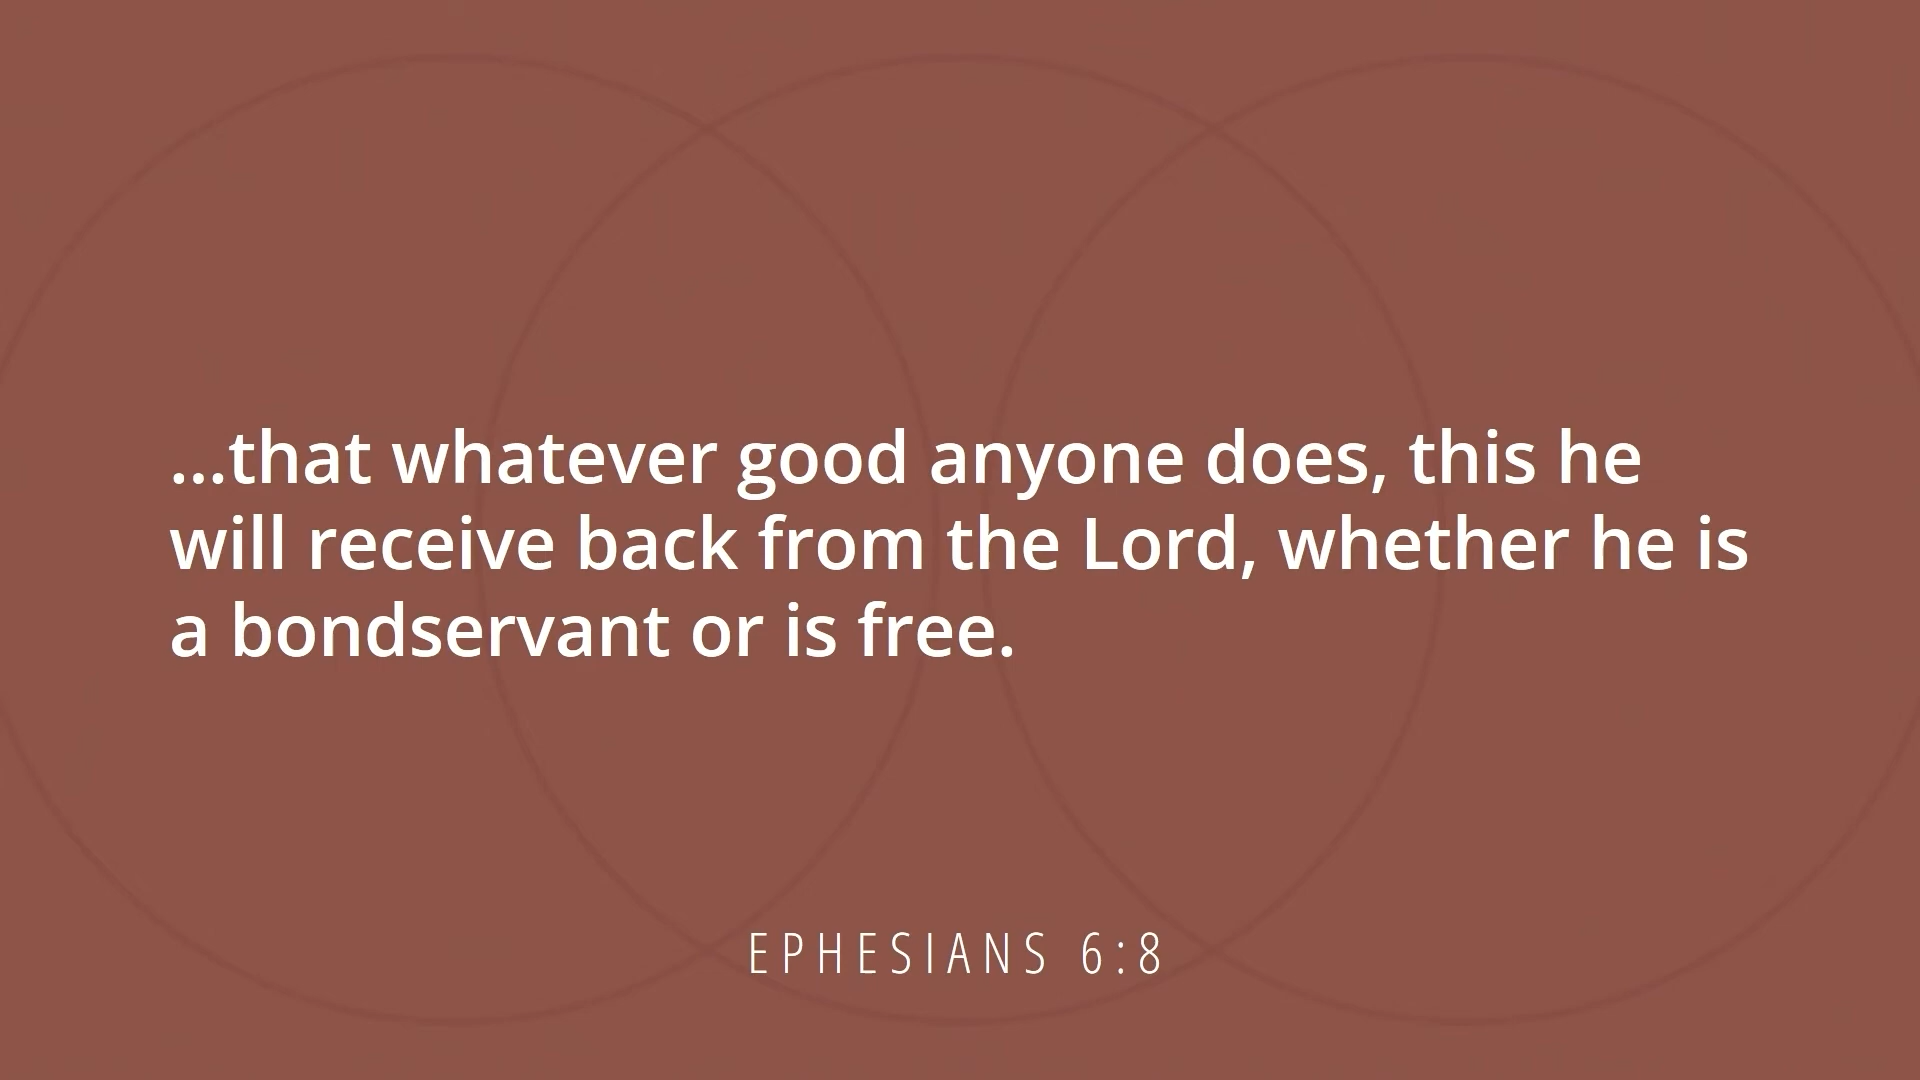 ...that whatever good anyone does, this he
will receive back from the Lord, whether he is
a bondservant or is free.
EPHESIANS 6:8